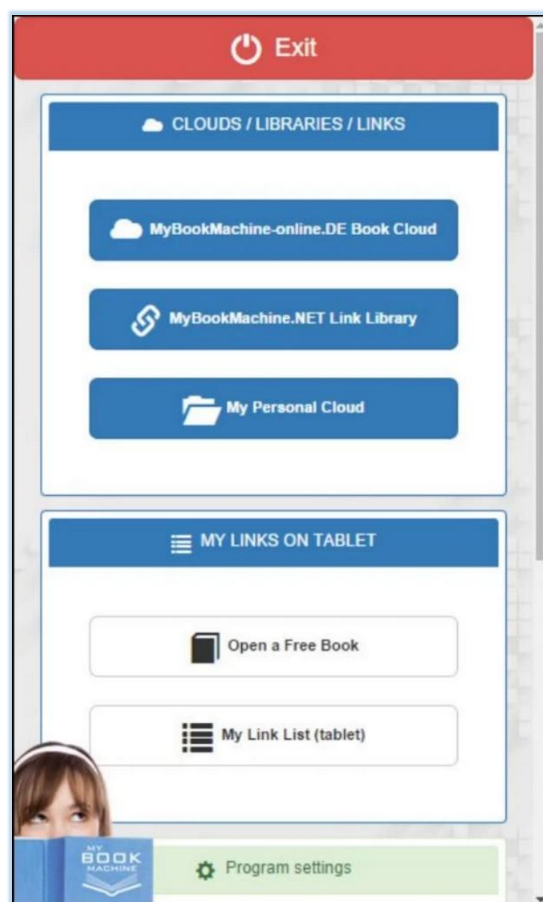 Exit
CLOUDS / LIBRARIES / LINKS
MyBookMachine-online.DE Book Cloud
MyBookMachine.NET Link Library
My Personal Cloud
MY LINKS ON TABLET
Open a Free Book
My Link List (tablet)
MY
BOOK
MACHINE
Program settings